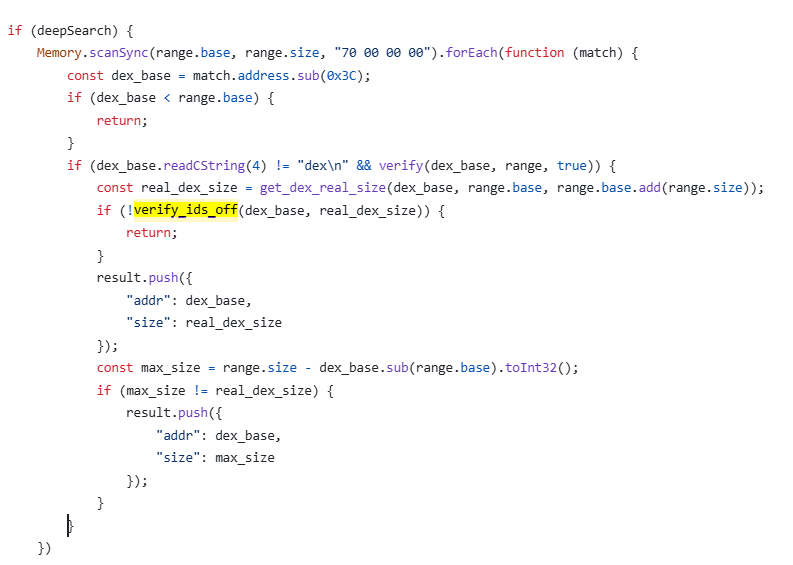 if (deepSearch) {
    Memory.scanSync(range.base, range.size, "70 00 00 00").forEach(function (match) {
        const dex_base = match.address.sub(0x3C);
        if (dex_base < range.base) {
            return;
        }
        if (dex_base.readCString(4) != "dex\n" && verify(dex_base, range, true)) {
            const real_dex_size = get_dex_real_size(dex_base, range.base, range.base.add(range.size));
            if (!verify_ids_off(dex_base, real_dex_size)) {
                return;
            }
            result.push({
                "addr": dex_base,
                "size": real_dex_size
            });
            const max_size = range.size - dex_base.sub(range.base).toInt32();
            if (max_size != real_dex_size) {
                result.push({
                    "addr": dex_base,
                    "size": max_size
                });
            }
        }
    })